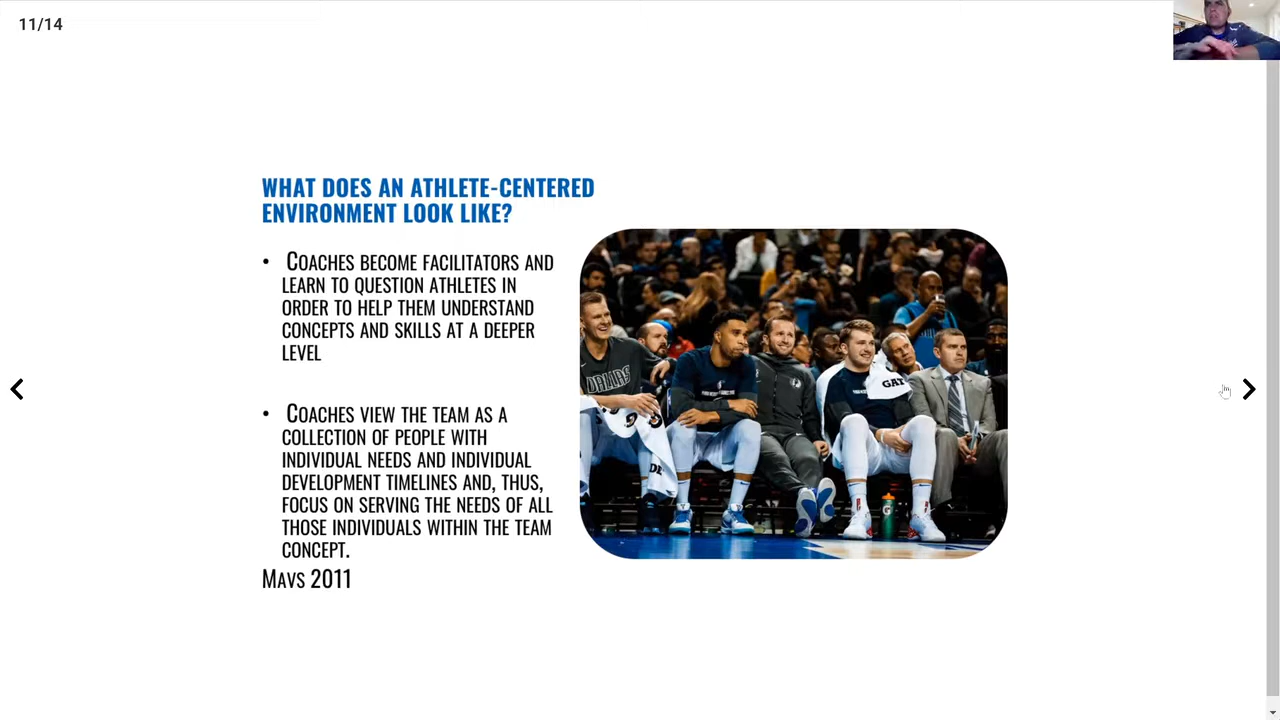 11/14
WHAT DOES AN ATHLETE-CENTERED
ENVIRONMENT LOOK LIKE?
• COACHES BECOME FACILITATORS AND
LEARN TO QUESTION ATHLETES IN
ORDER TO HELP THEM UNDERSTAND
CONCEPTS AND SKILLS AT A DEEPER
LEVEL
• COACHES VIEW THE TEAM AS A
COLLECTION OF PEOPLE WITH
INDIVIDUAL NEEDS AND INDIVIDUAL
DEVELOPMENT TIMELINES AND, THUS,
FOCUS ON SERVING THE NEEDS OF ALL
THOSE INDIVIDUALS WITHIN THE TEAM
CONCEPT.
MAVS 2011
DALLAS
GAT